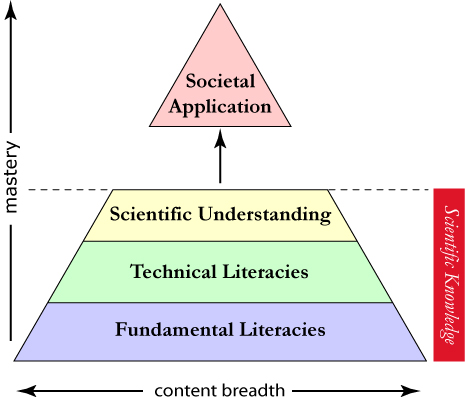 Societal
Application
mastery
Scientific Understanding
Technical Literacies
Fundamental Literacies
Scientific Knowledge
content breadth